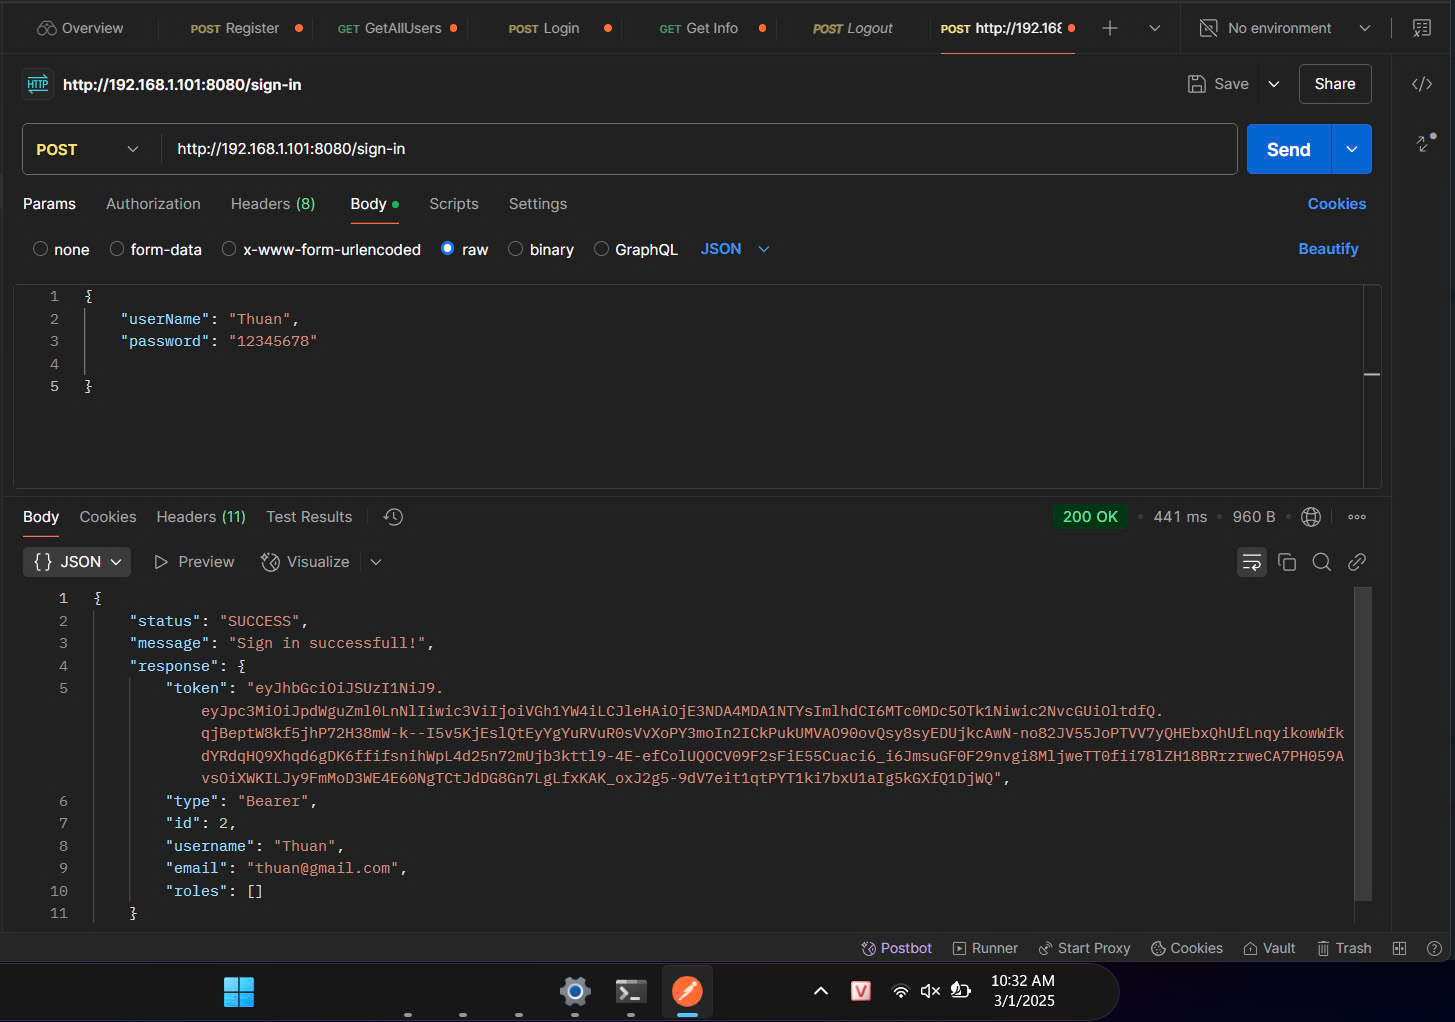 Overview POST Register GET GetAllUsers POST Login GET Get Info POST Logout POST http://192.168 No environment
HTTP http://192.168.1.101:8080/sign-in Save Share
POST http://192.168.1.101:8080/sign-in Send
Params Authorization Headers (8) Body Scripts Settings Cookies
none form-data x-www-form-urlencoded raw binary GraphQL JSON Beautify
1 {
2 "userName": "Thuan",
3 "password": "12345678"
4
5 }
Body Cookies Headers (11) Test Results 200 OK 441 ms 960 B
{} JSON Preview Visualize
1 {
2 "status": "SUCCESS",
3 "message": "Sign in successfull!",
4 "response": {
5 "token": "eyJhbGciOiJSUzI1NiJ9.
eyJpc3MiOiJpdWguZml0LnNlIiwic3ViIjoiVGh1YW4iLCJleHAiOjE3NDA4MDA1NTYsImlhdCI6MTc0MDc5OTk1Niwic2NvcGUiOltdfQ.
qjBeptW8kf5jhP72H38mW-k--I5v5KjEslQtEyYgYuRVuR0sVvXoPY3moIn2ICkPukUMVAO90ovQsy8syEDUjkcAwN-no82JV55JoPTVV7yQHEbxQhUfLnqyikowWfk
dYRdqHQ9Xhqd6gDK6ffifsnihWpL4d25n72mUjb3kttl9-4E-efColUQOCV09F2sFiE55Cuaci6_i6JmsuGF0F29nvgi8MljweTT0fii78lZH18BRrzrweCA7PH059A
vsOiXWKILJy9FmMoD3WE4E60NgTCtJdDG8Gn7LgLfxKAK_oxJ2g5-9dV7eit1qtPYT1ki7bxU1aIg5kGXfQ1DjWQ",
6 "type": "Bearer",
7 "id": 2,
8 "username": "Thuan",
9 "email": "thuan@gmail.com",
10 "roles": []
11 }
Postbot Runner Start Proxy Cookies Vault Trash
V 10:32 AM
3/1/2025